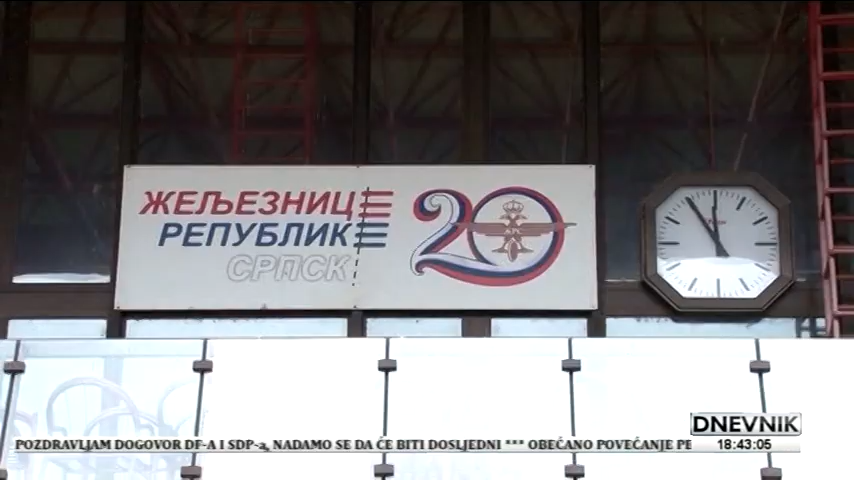 ЖЕЉЕЗНИЦЕ
РЕПУБЛИКЕ
СРПСКЕ
20
DNEVNIK
18:43:05
POZDRAVLJAM DOGOVOR DF-A I SDP-a, NADAMO SE DA ĆE BITI DOSLJEDNI *** OBEĆANO POVEĆANJE PE